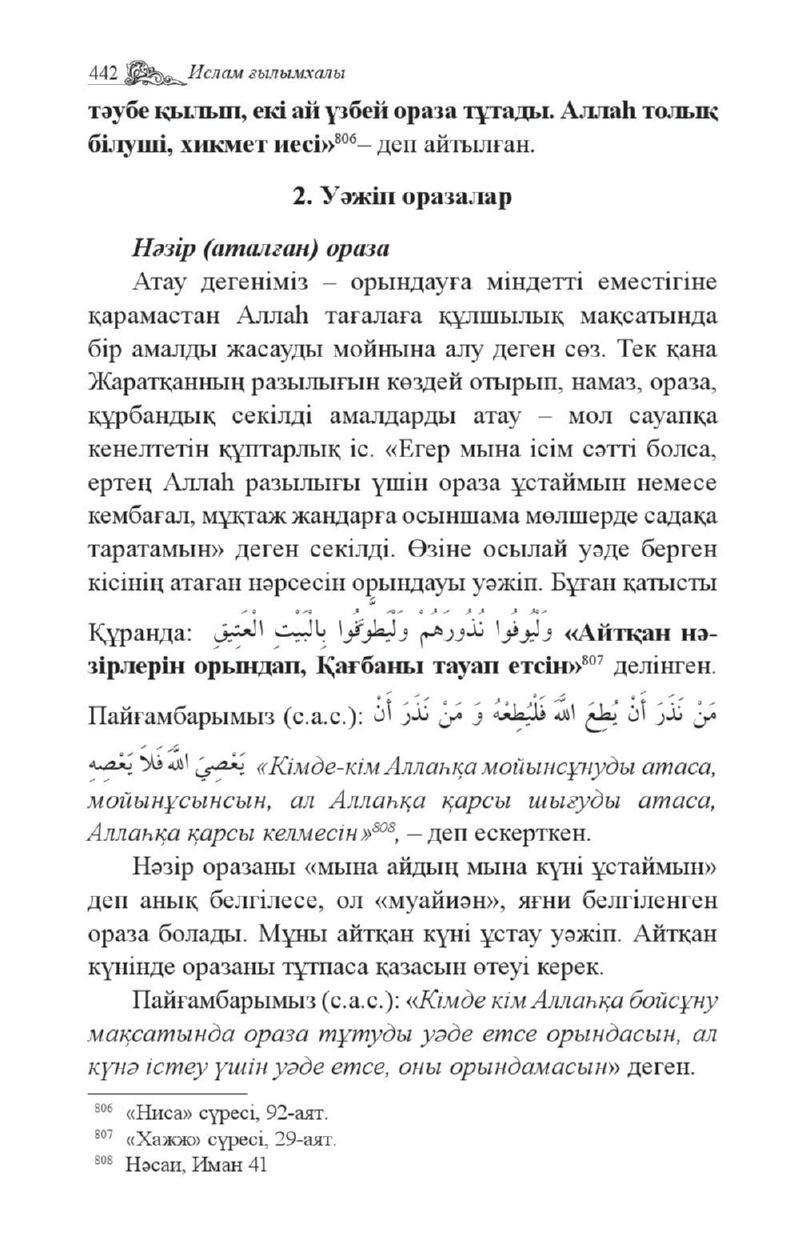 442 Ислам ғылымхалы
тәубе қылып, екі ай үзбей ораза тұтады. Аллаһ толық
білуші, хикмет иесі»⁸⁰⁶– деп айтылған.
2. Уәжіп оразалар
Нәзір (аталған) ораза
Атау дегеніміз – орындауға міндетті еместігіне
қарамастан Аллаһ тағалаға құлшылық мақсатында
бір амалды жасауды мойнына алу деген сөз. Тек қана
Жаратқанның разылығын көздей отырып, намаз, ораза,
құрбандық секілді амалдарды атау – мол сауапқа
кенелтетін құптарлық іс. «Егер мына ісім сәтті болса,
ертең Аллаһ разылығы үшін ораза ұстаймын немесе
кембағал, мұқтаж жандарға осыншама мөлшерде садақа
таратамын» деген секілді. Өзіне осылай уәде берген
кісінің атаған нәрсесін орындауы уәжіп. Бұған қатысты
Құранда: وَلْيُوفُوا نُذُورَهُمْ وَلْيَطَّوَّفُوا بِالْبَيْتِ الْعَتِيقِ «Айтқан нә-
зірлерін орындап, Қағбаны тауап етсін»⁸⁰⁷ делінген.
Пайғамбарымыз (с.а.с.): مَنْ نَذَرَ أَنْ يُطِعَ اللهَ فَلْيُطِعْهُ وَ مَنْ نَذَرَ أَنْ
يَعْصِيَ اللهَ فَلاَ يَعْصِهِ «Кімде-кім Аллаһқа мойынсұнуды атаса,
мойынұсынсын, ал Аллаһқа қарсы шығуды атаса,
Аллаһқа қарсы келмесін»⁸⁰⁸, – деп ескерткен.
Нәзір оразаны «мына айдың мына күні ұстаймын»
деп анық белгілесе, ол «муайиән», яғни белгіленген
ораза болады. Мұны айтқан күні ұстау уәжіп. Айтқан
күнінде оразаны тұтпаса қазасын өтеуі керек.
Пайғамбарымыз (с.а.с.): «Кімде кім Аллаһқа бойсұну
мақсатында ораза тұтуды уәде етсе орындасын, ал
күнә істеу үшін уәде етсе, оны орындамасын» деген.
⁸⁰⁶ «Ниса» сүресі, 92-аят.
⁸⁰⁷ «Хажж» сүресі, 29-аят.
⁸⁰⁸ Нәсаи, Иман 41